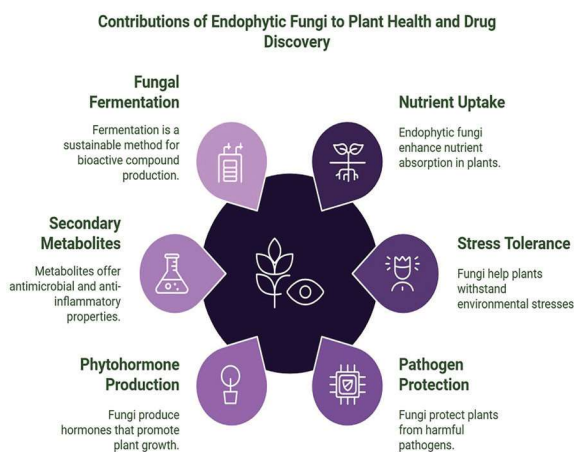 Contributions of Endophytic Fungi to Plant Health and Drug
Discovery
Fungal
Fermentation
Fermentation is a
sustainable method for
bioactive compound
production.
Nutrient Uptake
Endophytic fungi
enhance nutrient
absorption in plants.
Secondary
Metabolites
Metabolites offer
antimicrobial and anti-
inflammatory
properties.
Stress Tolerance
Fungi help plants
withstand
environmental stresses
Phytohormone
Production
Fungi produce
hormones that promote
plant growth.
Pathogen
Protection
Fungi protect plants
from harmful
pathogens.